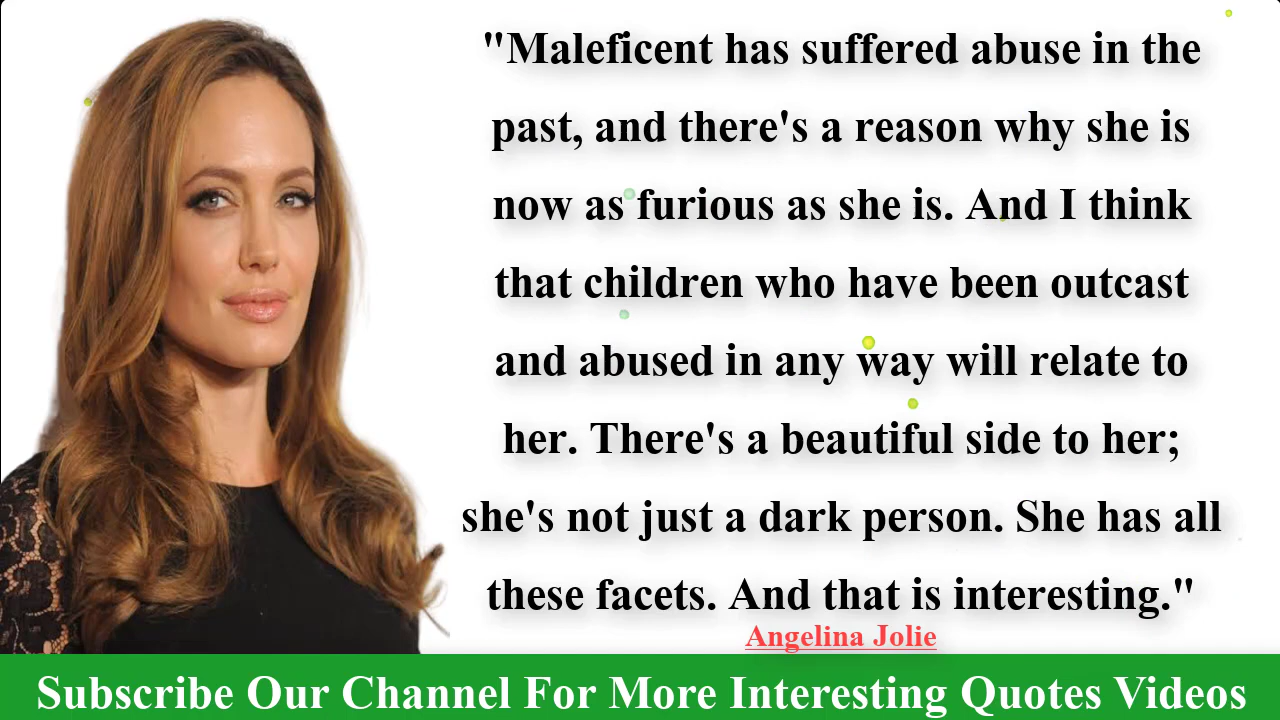 "Maleficent has suffered abuse in the
past, and there's a reason why she is
now as furious as she is. And I think
that children who have been outcast
and abused in any way will relate to
her. There's a beautiful side to her;
she's not just a dark person. She has all
these facets. And that is interesting."
Angelina Jolie
Subscribe Our Channel For More Interesting Quotes Videos